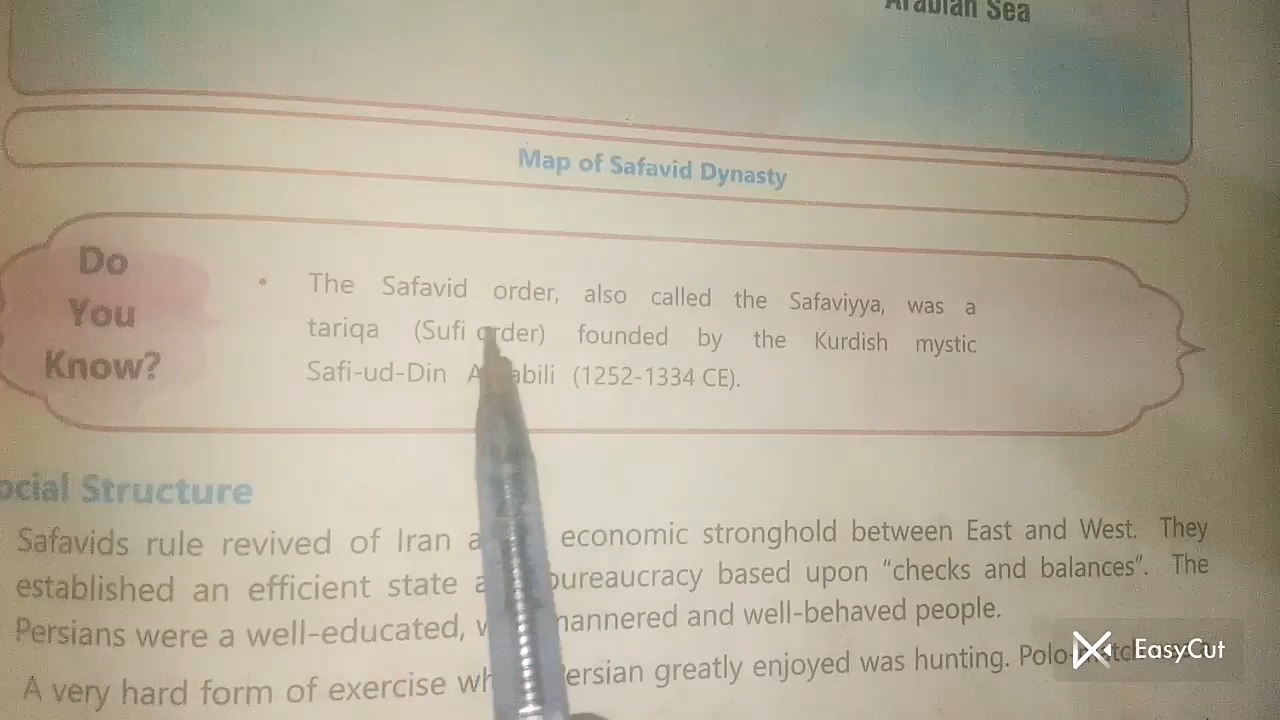 Arabian Sea
Map of Safavid Dynasty
Do
You
Know?
• The Safavid order, also called the Safaviyya, was a
tariqa (Sufi order) founded by the Kurdish mystic
Safi-ud-Din (1252-1334 CE).
ocial Structure
Safavids rule revived of Iran economic stronghold between East and West. They
established an efficient state bureaucracy based upon “checks and balances”. The
Persians were a well-educated, mannered and well-behaved people.
A very hard form of exercise greatly enjoyed was hunting. Polo
EasyCut